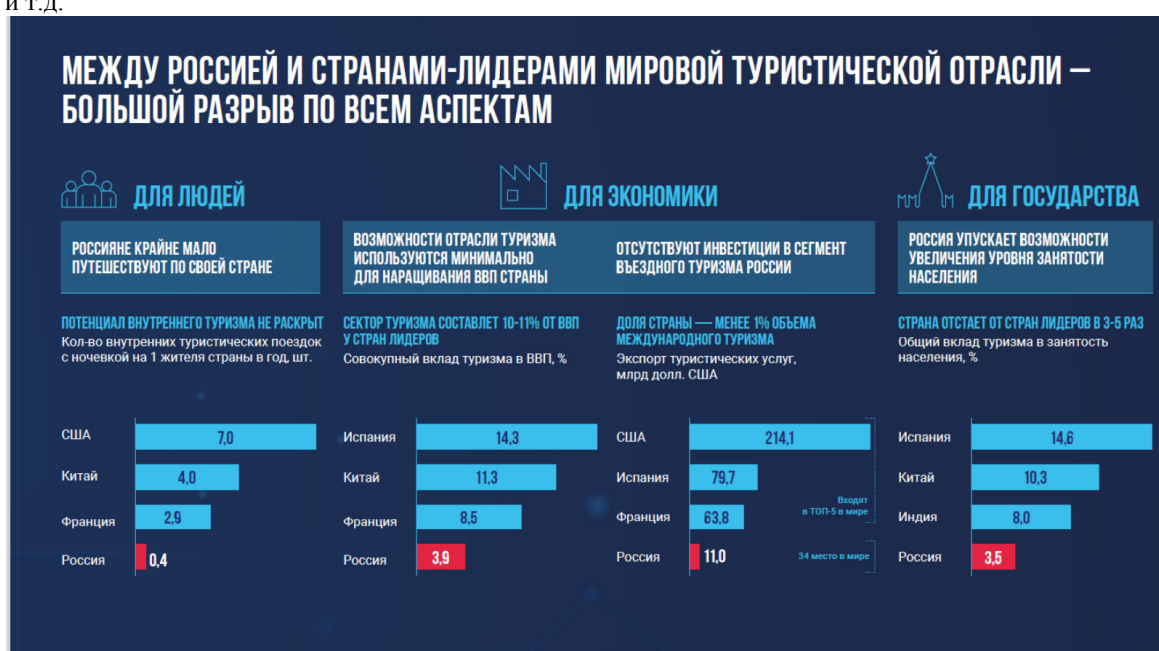 и т.д.
МЕЖДУ РОССИЕЙ И СТРАНАМИ-ЛИДЕРАМИ МИРОВОЙ ТУРИСТИЧЕСКОЙ ОТРАСЛИ —
БОЛЬШОЙ РАЗРЫВ ПО ВСЕМ АСПЕКТАМ
ДЛЯ ЛЮДЕЙ
РОССИЯНЕ КРАЙНЕ МАЛО
ПУТЕШЕСТВУЮТ ПО СВОЕЙ СТРАНЕ
ПОТЕНЦИАЛ ВНУТРЕННЕГО ТУРИЗМА НЕ РАСКРЫТ
Кол-во внутренних туристических поездок
с ночевкой на 1 жителя страны в год, шт.
США 7,0
Китай 4,0
Франция 2,9
Россия 0,4
ДЛЯ ЭКОНОМИКИ
ВОЗМОЖНОСТИ ОТРАСЛИ ТУРИЗМА
ИСПОЛЬЗУЮТСЯ МИНИМАЛЬНО
ДЛЯ НАРАЩИВАНИЯ ВВП СТРАНЫ
СЕКТОР ТУРИЗМА СОСТАВЛЕТ 10-11% ОТ ВВП
У СТРАН ЛИДЕРОВ
Совокупный вклад туризма в ВВП, %
Испания 14,3
Китай 11,3
Франция 8,5
Россия 3,9
ОТСУТСТВУЮТ ИНВЕСТИЦИИ В СЕГМЕНТ
ВЪЕЗДНОГО ТУРИЗМА РОССИИ
ДОЛЯ СТРАНЫ — МЕНЕЕ 1% ОБЪЕМА
МЕЖДУНАРОДНОГО ТУРИЗМА
Экспорт туристических услуг,
млрд долл. США
США 214,1
Испания 79,7
Франция 63,8
Входят
в ТОП-5 в мире
Россия 11,0
34 место в мире
ДЛЯ ГОСУДАРСТВА
РОССИЯ УПУСКАЕТ ВОЗМОЖНОСТИ
УВЕЛИЧЕНИЯ УРОВНЯ ЗАНЯТОСТИ
НАСЕЛЕНИЯ
СТРАНА ОТСТАЕТ ОТ СТРАН ЛИДЕРОВ В 3-5 РАЗ
Общий вклад туризма в занятость
населения, %
Испания 14,6
Китай 10,3
Индия 8,0
Россия 3,5